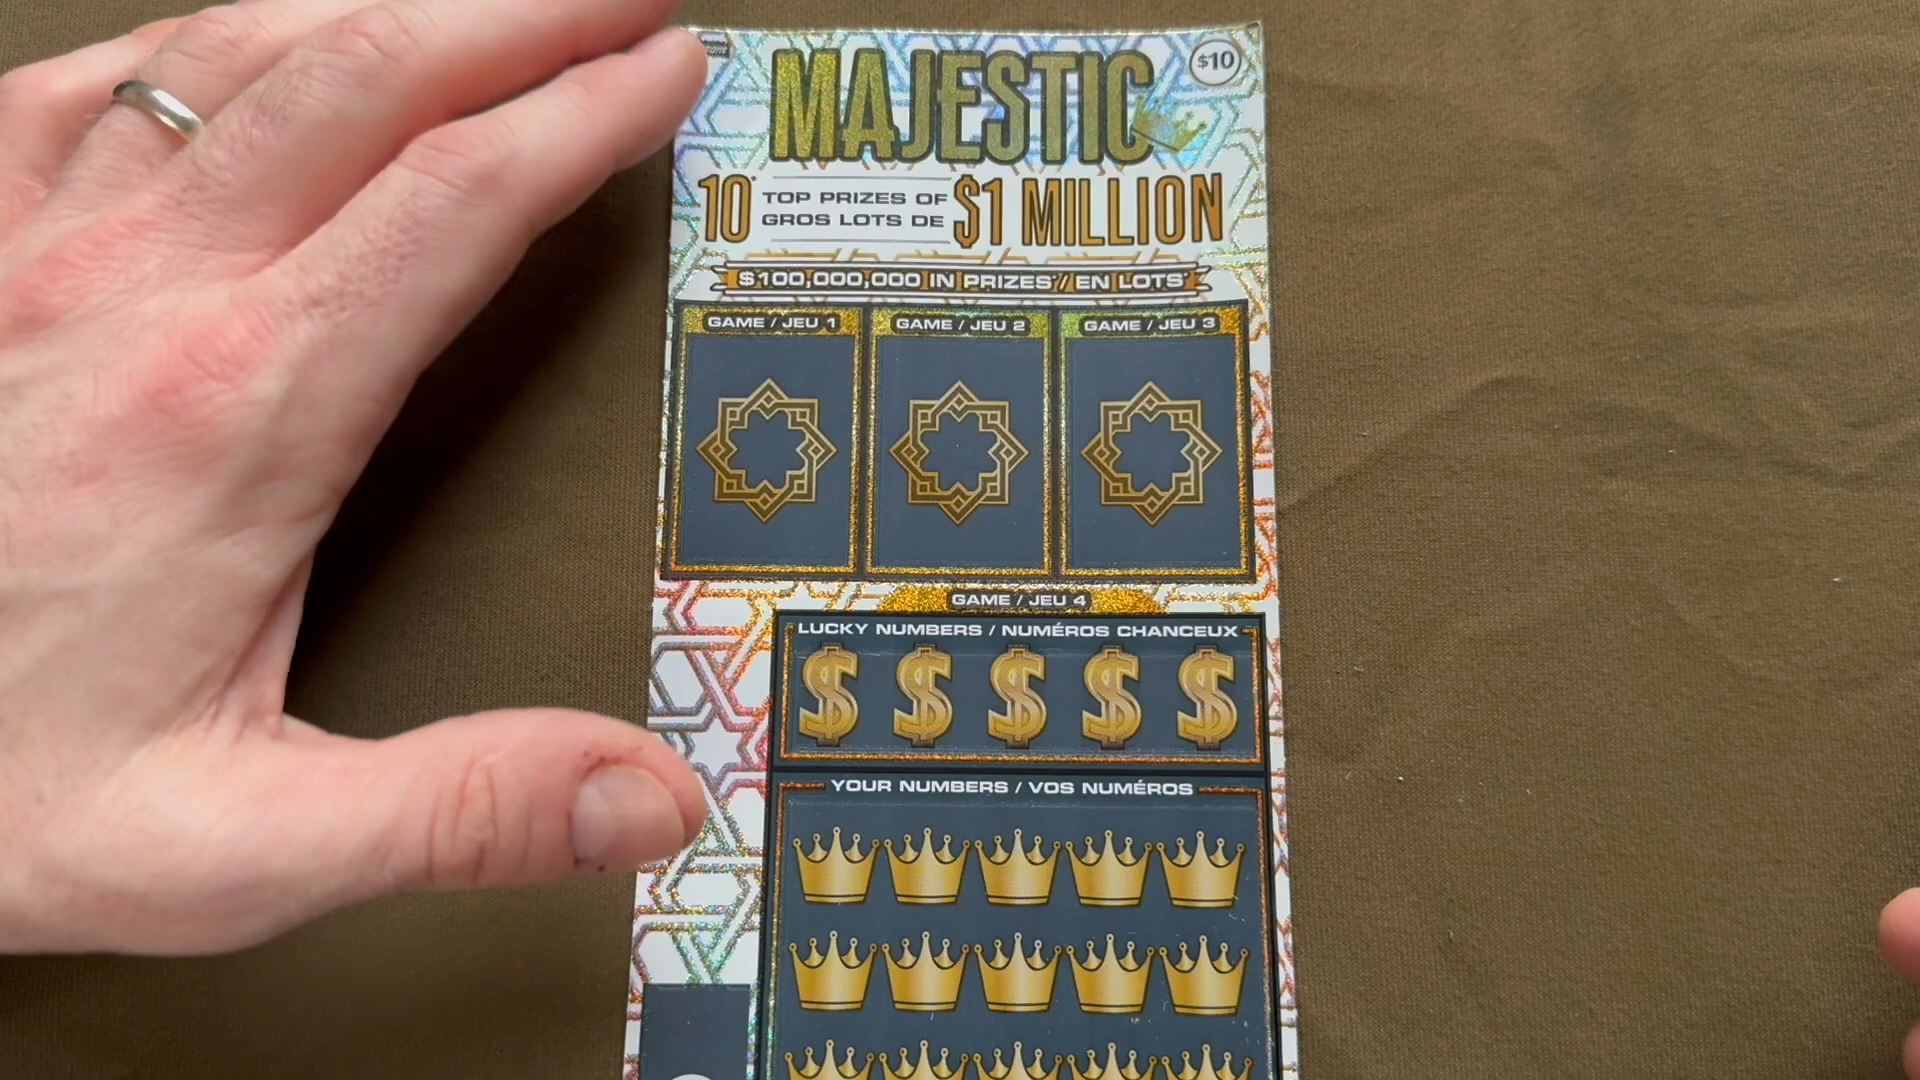 MAJESTIC
$10
10* TOP PRIZES OF
GROS LOTS DE
$1 MILLION
$100,000,000 IN PRIZES*/ EN LOTS*
GAME / JEU 1
GAME / JEU 2
GAME / JEU 3
GAME / JEU 4
LUCKY NUMBERS / NUMÉROS CHANCEUX
$ $ $ $ $
YOUR NUMBERS / VOS NUMÉROS